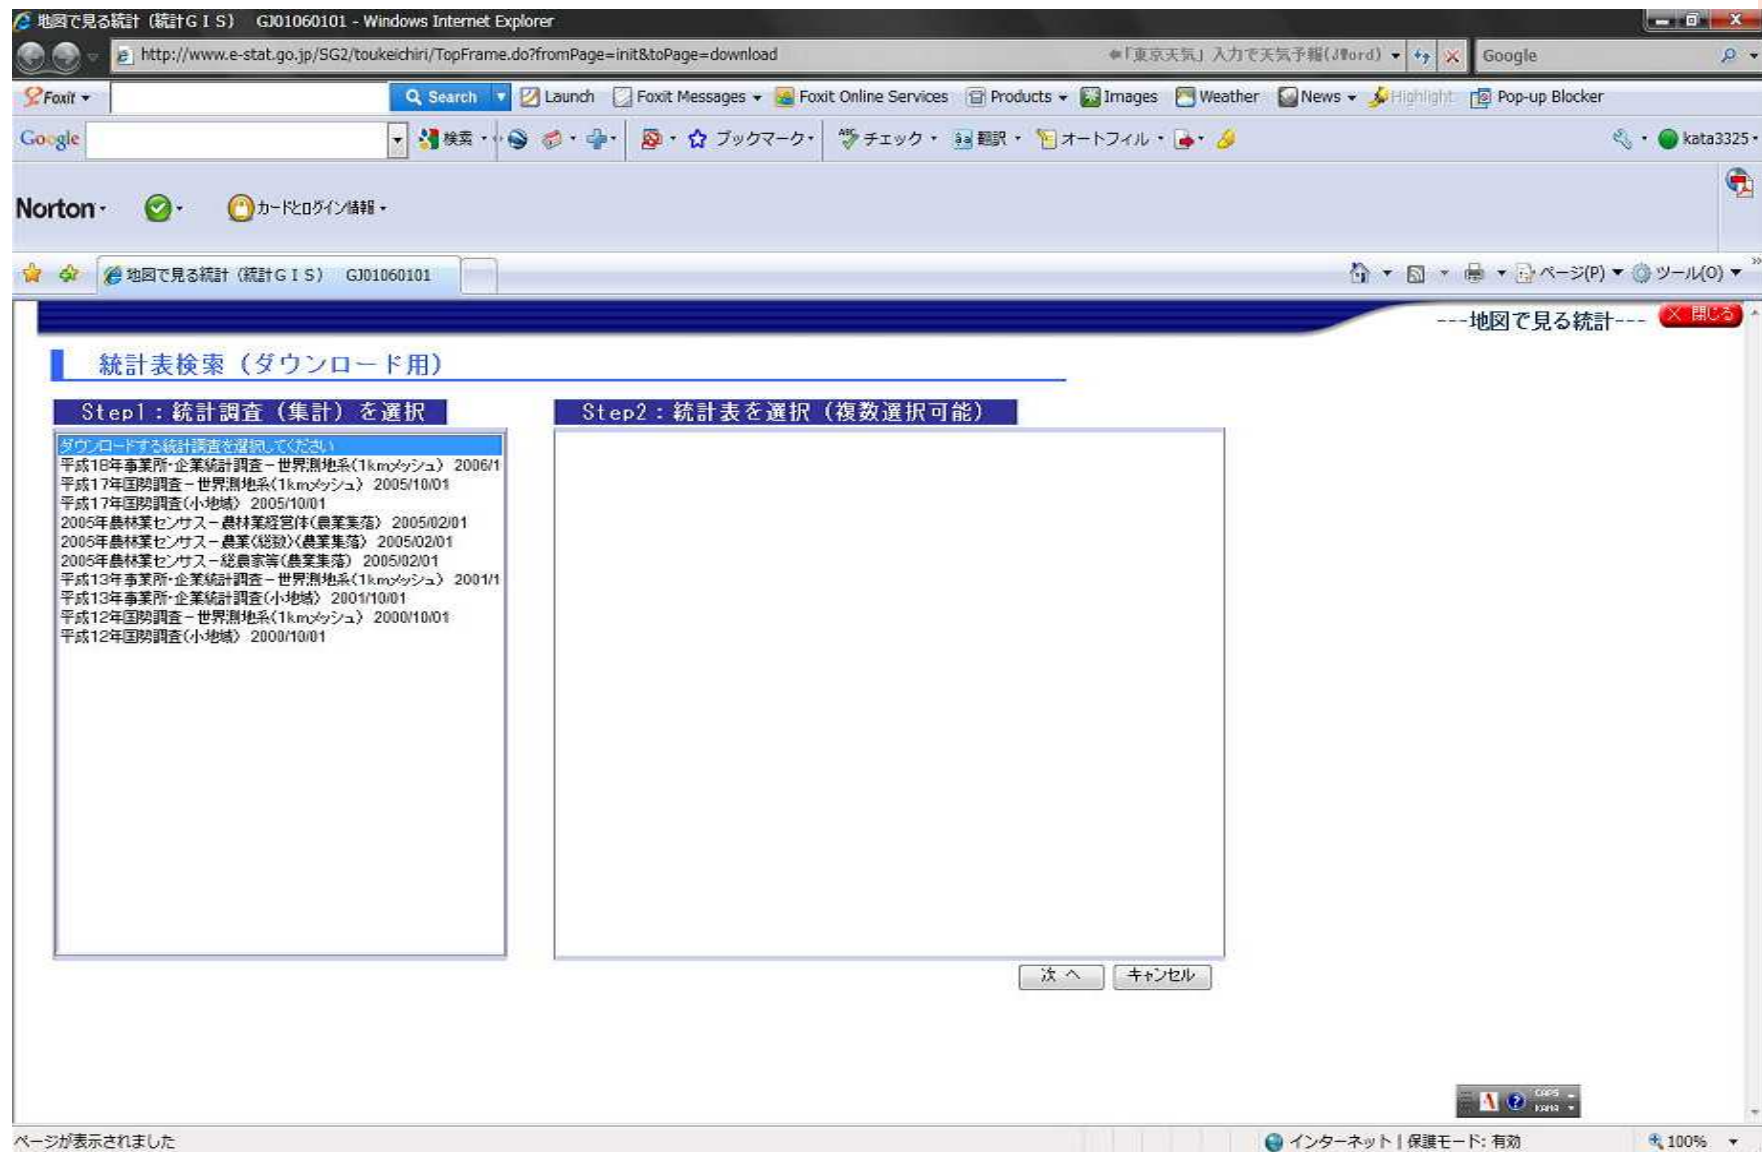 地図で見る統計（統計ＧＩＳ） GJ01060101 - Windows Internet Explorer
http://www.e-stat.go.jp/SG2/toukeichiri/TopFrame.do?fromPage=init&toPage=download
「東京天気」入力で天気予報(JWord)
Google
Foxit
Search
Launch
Foxit Messages
Foxit Online Services
Products
Images
Weather
News
Highlight
Pop-up Blocker
Google
検索
ブックマーク
チェック
翻訳
オートフィル
kata3325
Norton
カードとログイン情報
地図で見る統計（統計ＧＩＳ） GJ01060101
ページ(P)
ツール(O)
---地図で見る統計---
× 閉じる
統計表検索（ダウンロード用）
Step1：統計調査（集計）を選択
Step2：統計表を選択（複数選択可能）
ダウンロードする統計調査を選択してください
平成18年事業所・企業統計調査－世界測地系(1kmメッシュ) 2006/1
平成17年国勢調査－世界測地系(1kmメッシュ) 2005/10/01
平成17年国勢調査(小地域) 2005/10/01
2005年農林業センサス－農林業経営体(農業集落) 2005/02/01
2005年農林業センサス－農業(総数)(農業集落) 2005/02/01
2005年農林業センサス－総農家等(農業集落) 2005/02/01
平成13年事業所・企業統計調査－世界測地系(1kmメッシュ) 2001/1
平成13年事業所・企業統計調査(小地域) 2001/10/01
平成12年国勢調査－世界測地系(1kmメッシュ) 2000/10/01
平成12年国勢調査(小地域) 2000/10/01
次 へ
キャンセル
A
CAPS
KANA
ページが表示されました
インターネット | 保護モード: 有効
100%